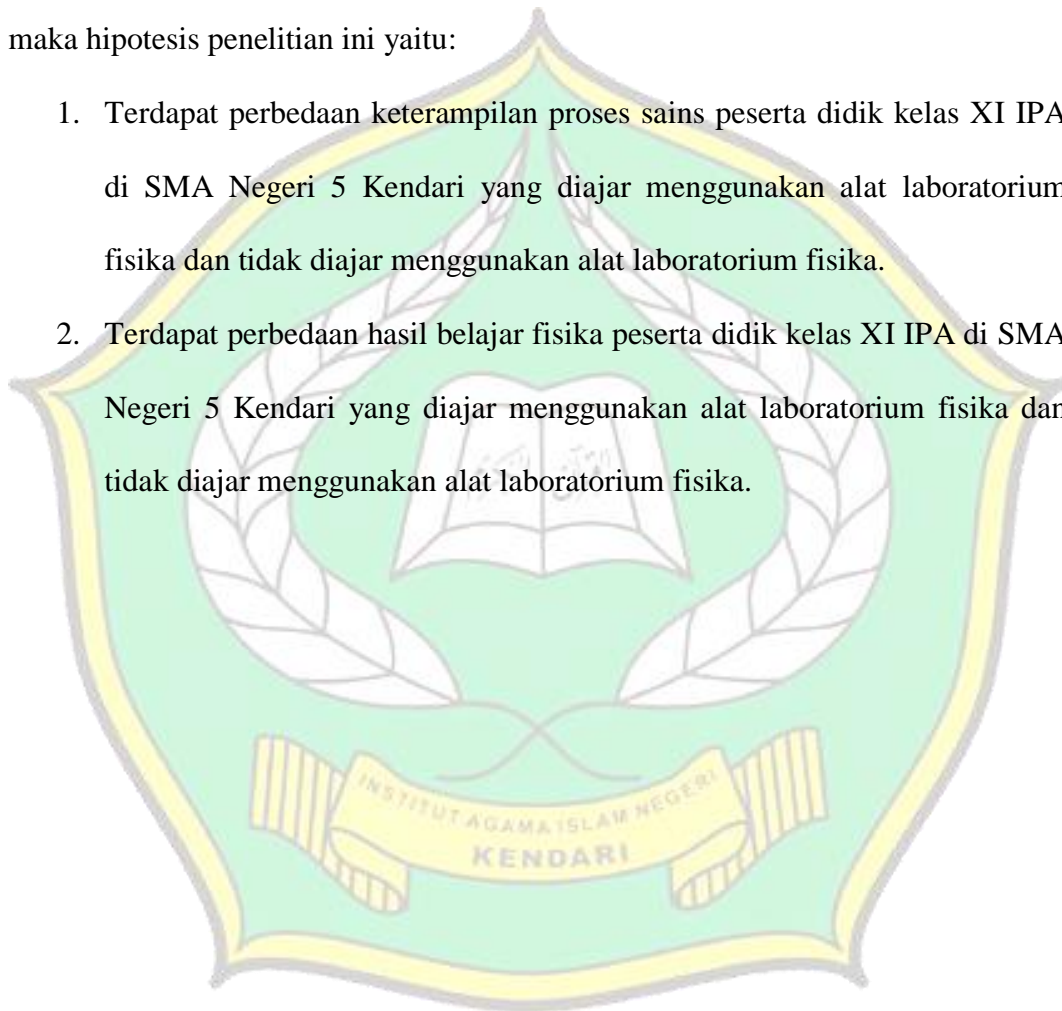 maka hipotesis penelitian ini yaitu:
1. Terdapat perbedaan keterampilan proses sains peserta didik kelas XI IPA
di SMA Negeri 5 Kendari yang diajar menggunakan alat laboratorium
fisika dan tidak diajar menggunakan alat laboratorium fisika.
2. Terdapat perbedaan hasil belajar fisika peserta didik kelas XI IPA di SMA
Negeri 5 Kendari yang diajar menggunakan alat laboratorium fisika dan
tidak diajar menggunakan alat laboratorium fisika.
INSTITUT AGAMA ISLAM NEGERI
KENDARI